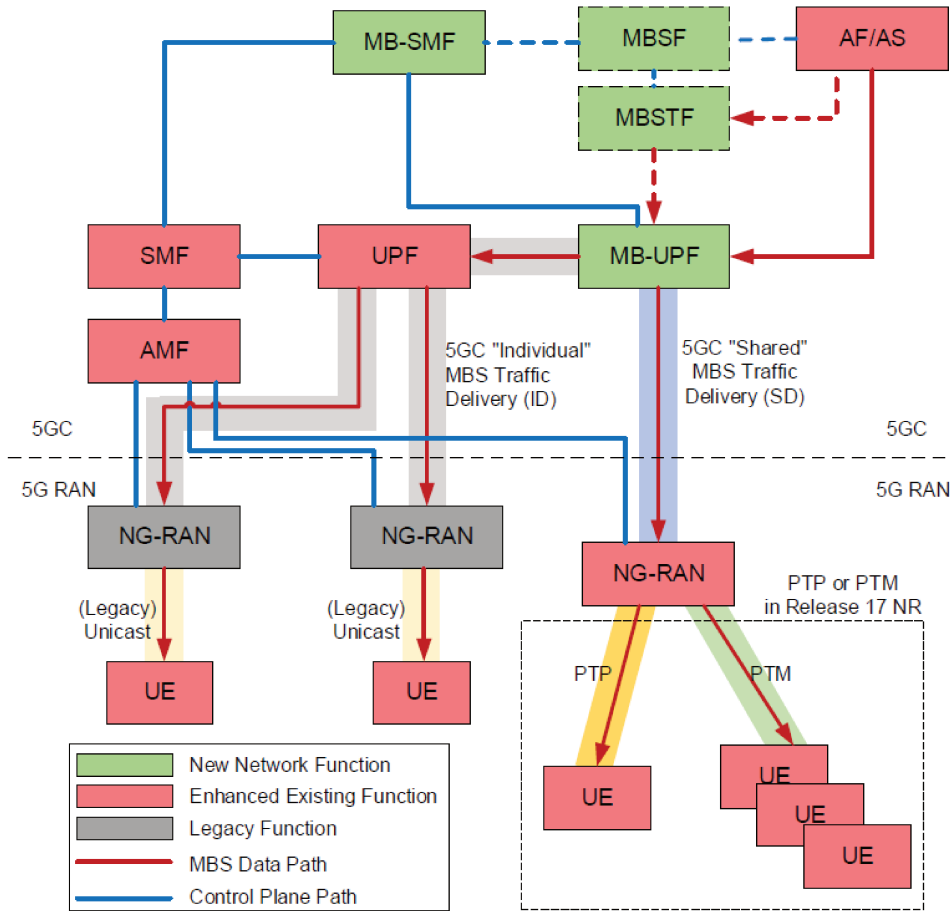 MB-SMF
MBSF
AF/AS
MBSTF
SMF
UPF
MB-UPF
AMF
5GC "Individual"
MBS Traffic
Delivery (ID)
5GC "Shared"
MBS Traffic
Delivery (SD)
5GC
5GC
5G RAN
5G RAN
NG-RAN
NG-RAN
NG-RAN
PTP or PTM
in Release 17 NR
(Legacy)
Unicast
(Legacy)
Unicast
PTP
PTM
UE
UE
UE
UE
UE
UE
New Network Function
Enhanced Existing Function
Legacy Function
MBS Data Path
Control Plane Path